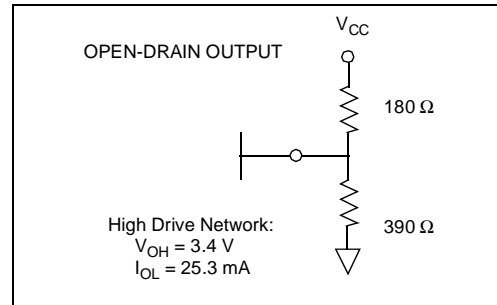 V_CC
OPEN-DRAIN OUTPUT
180 Ω
390 Ω
High Drive Network:
V_OH = 3.4 V
I_OL = 25.3 mA